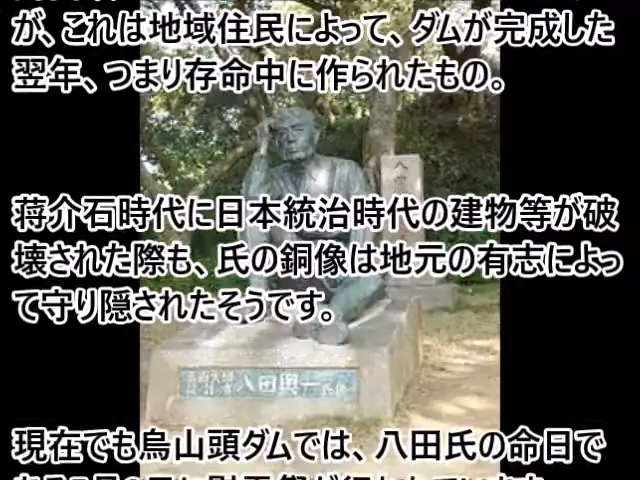 が、これは地域住民によって、ダムが完成した
翌年、つまり存命中に作られたもの。
蒋介石時代に日本統治時代の建物等が破
壊された際も、氏の銅像は地元の有志によっ
て守り隠されたそうです。
八田與一
現在でも烏山頭ダムでは、八田氏の命日で